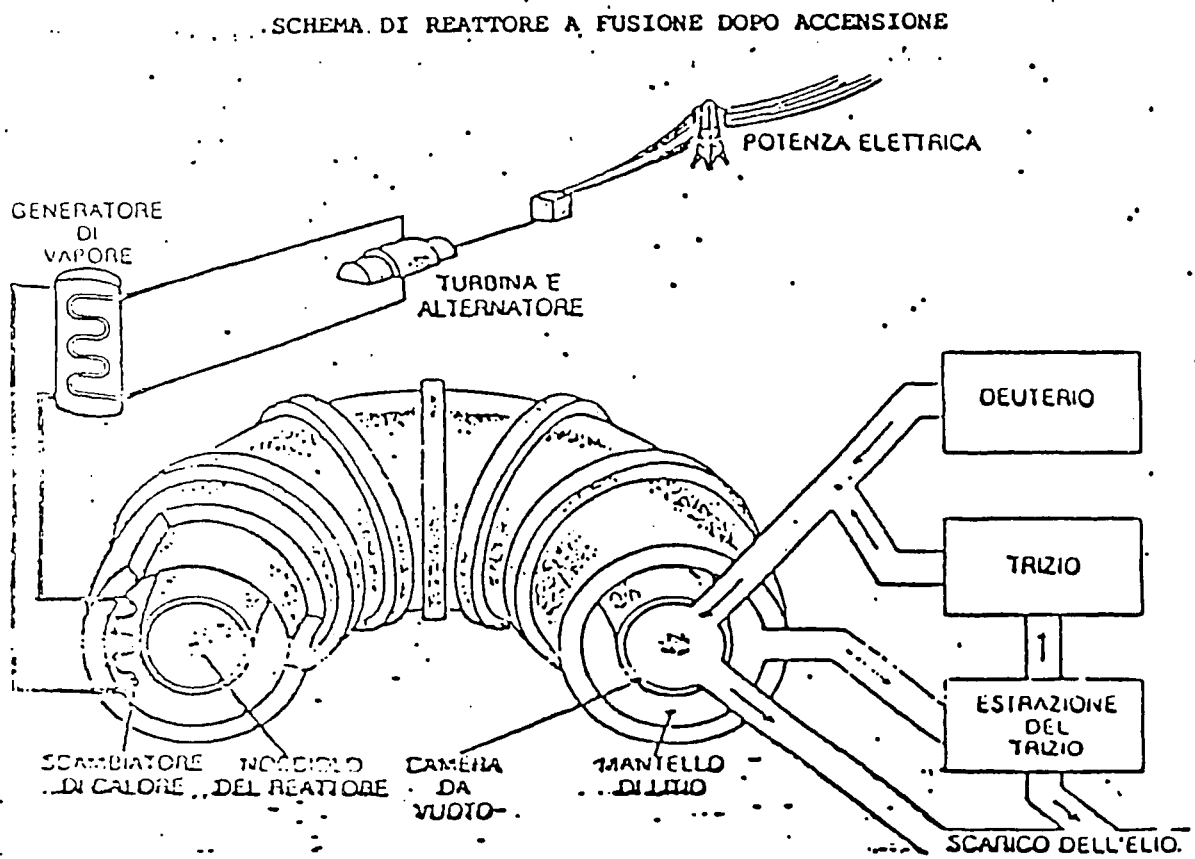 SCHEMA DI REATTORE A FUSIONE DOPO ACCENSIONE
POTENZA ELETTRICA
GENERATORE
DI
VAPORE
TURBINA E
ALTERNATORE
DEUTERIO
TRIZIO
ESTRAZIONE
DEL
TRIZIO
SCAMBIATORE
DI CALORE
NOCCIOLO
DEL REATTORE
CAMERA
DA
VUOTO
MANTELLO
DI LITIO
SCARICO DELL'ELIO.